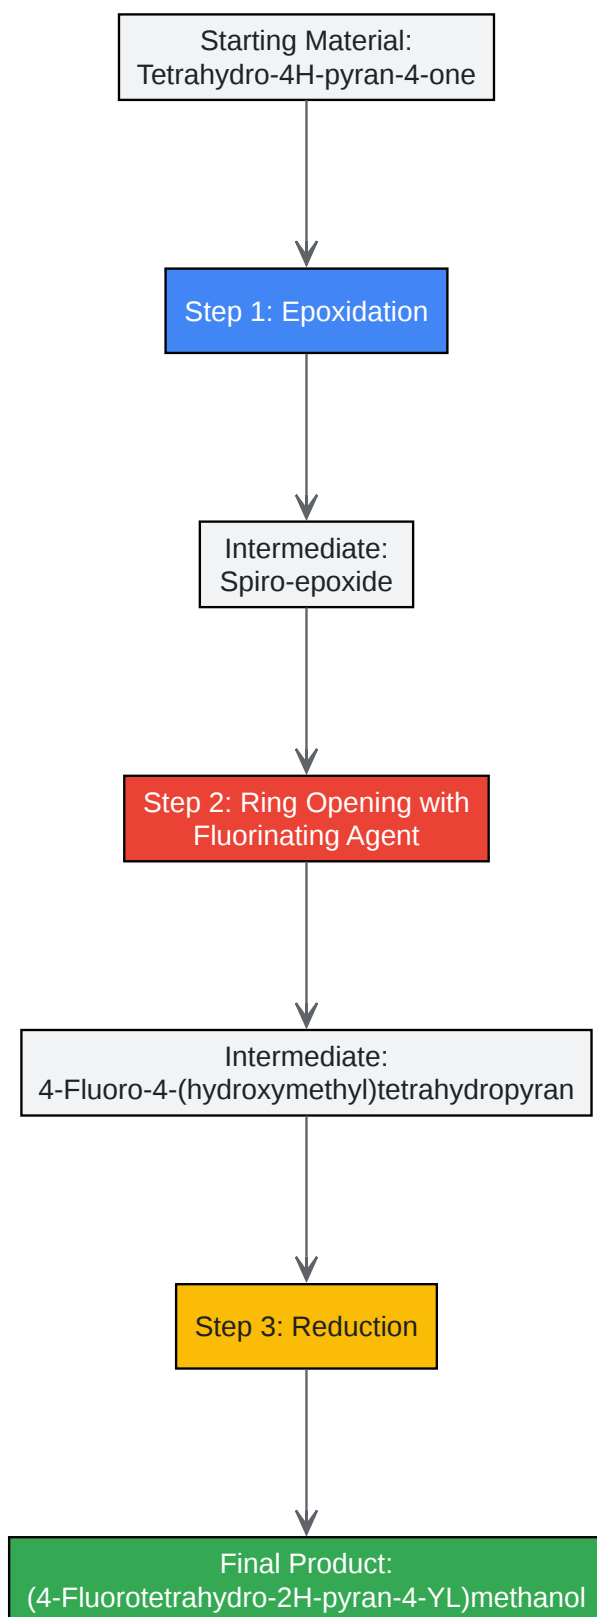 Starting Material:
Tetrahydro-4H-pyran-4-one
Step 1: Epoxidation
Intermediate:
Spiro-epoxide
Step 2: Ring Opening with
Fluorinating Agent
Intermediate:
4-Fluoro-4-(hydroxymethyl)tetrahydropyran
Step 3: Reduction
Final Product:
(4-Fluorotetrahydro-2H-pyran-4-YL)methanol